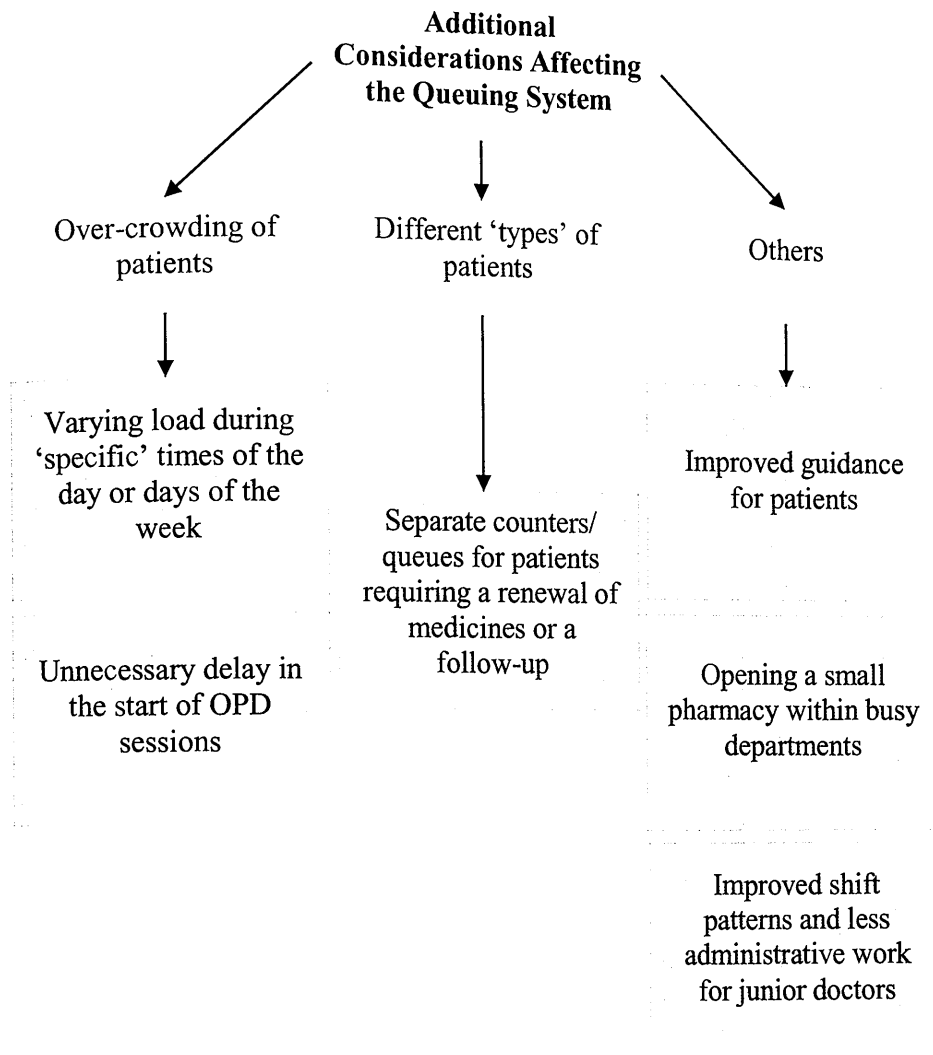 Additional
Considerations Affecting
the Queuing System
Over-crowding of
patients
Different ‘types’ of
patients
Others
Varying load during
‘specific’ times of the
day or days of the
week
Unnecessary delay in
the start of OPD
sessions
Separate counters/
queues for patients
requiring a renewal of
medicines or a
follow-up
Improved guidance
for patients
Opening a small
pharmacy within busy
departments
Improved shift
patterns and less
administrative work
for junior doctors